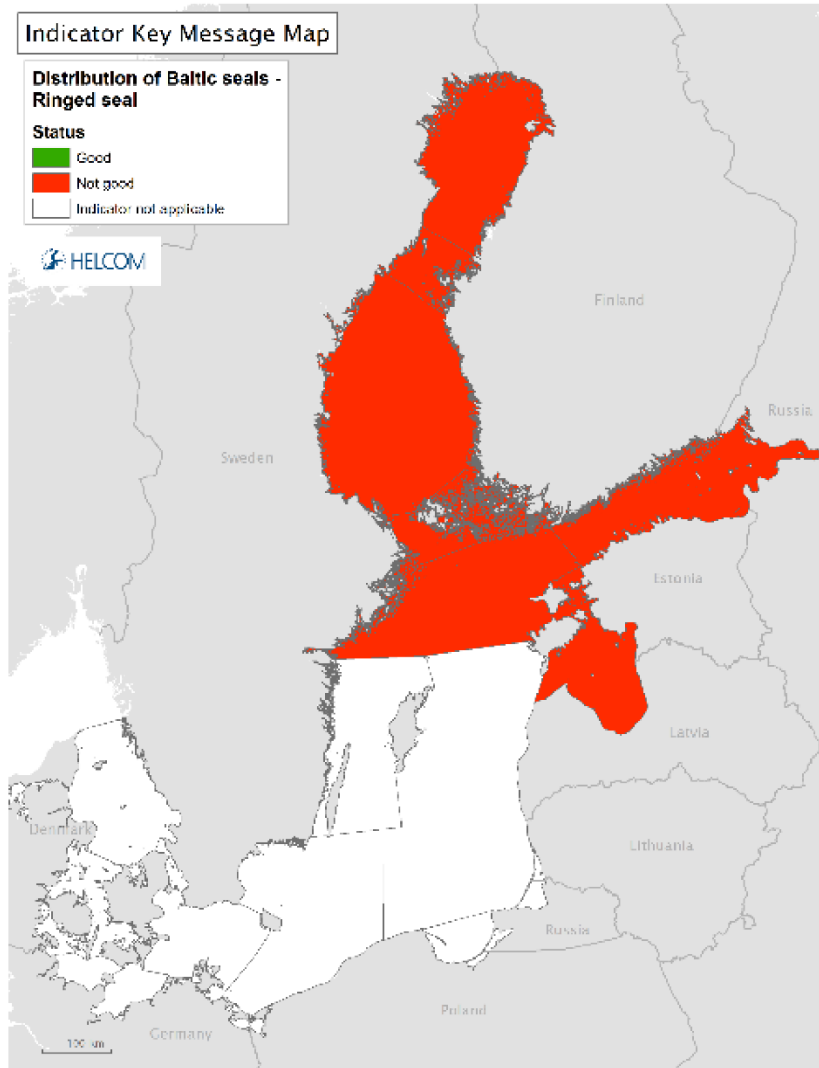 Indicator Key Message Map
Distribution of Baltic seals -
Ringed seal
Status
Good
Not good
Indicator not applicable
HELCOM
Finland
Russia
Sweden
Estonia
Latvia
Denmark
Lithuania
Russia
Poland
Germany
100 km